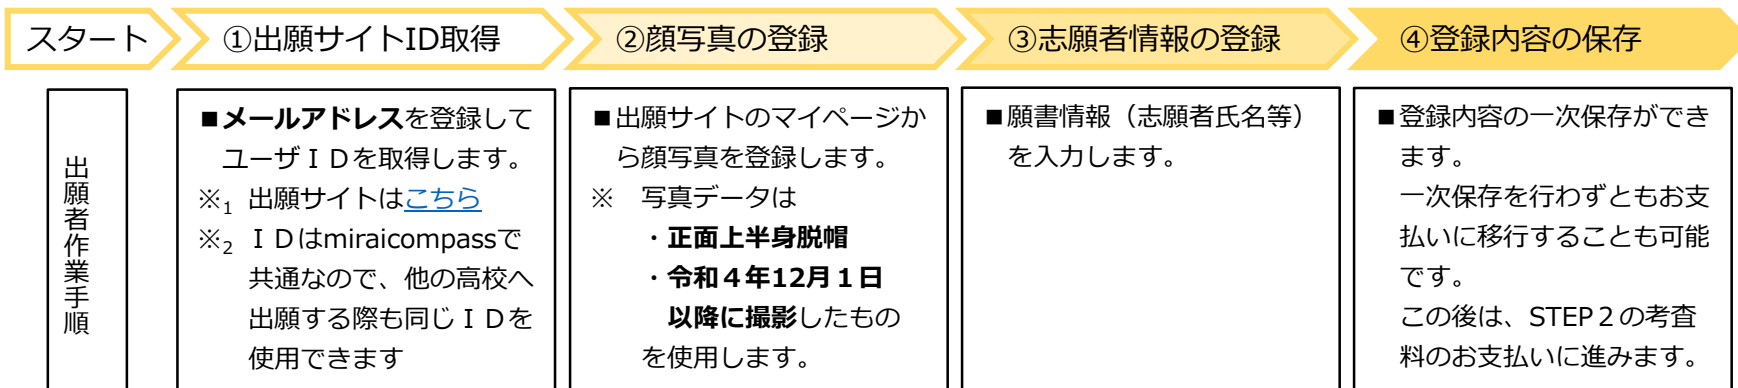 スタート
①出願サイトID取得
②顔写真の登録
③志願者情報の登録
④登録内容の保存
出願者作業手順
■メールアドレスを登録して
ユーザＩＤを取得します。
※1 出願サイトはこちら
※2 ＩＤはmiraicompassで
共通なので、他の高校へ
出願する際も同じＩＤを
使用できます
■出願サイトのマイページか
ら顔写真を登録します。
※　写真データは
・正面上半身脱帽
・令和４年12月１日
以降に撮影したもの
を使用します。
■願書情報（志願者氏名等）
を入力します。
■登録内容の一次保存ができ
ます。
一次保存を行わずともお支
払いに移行することも可能
です。
この後は、STEP２の考査
料のお支払いに進みます。